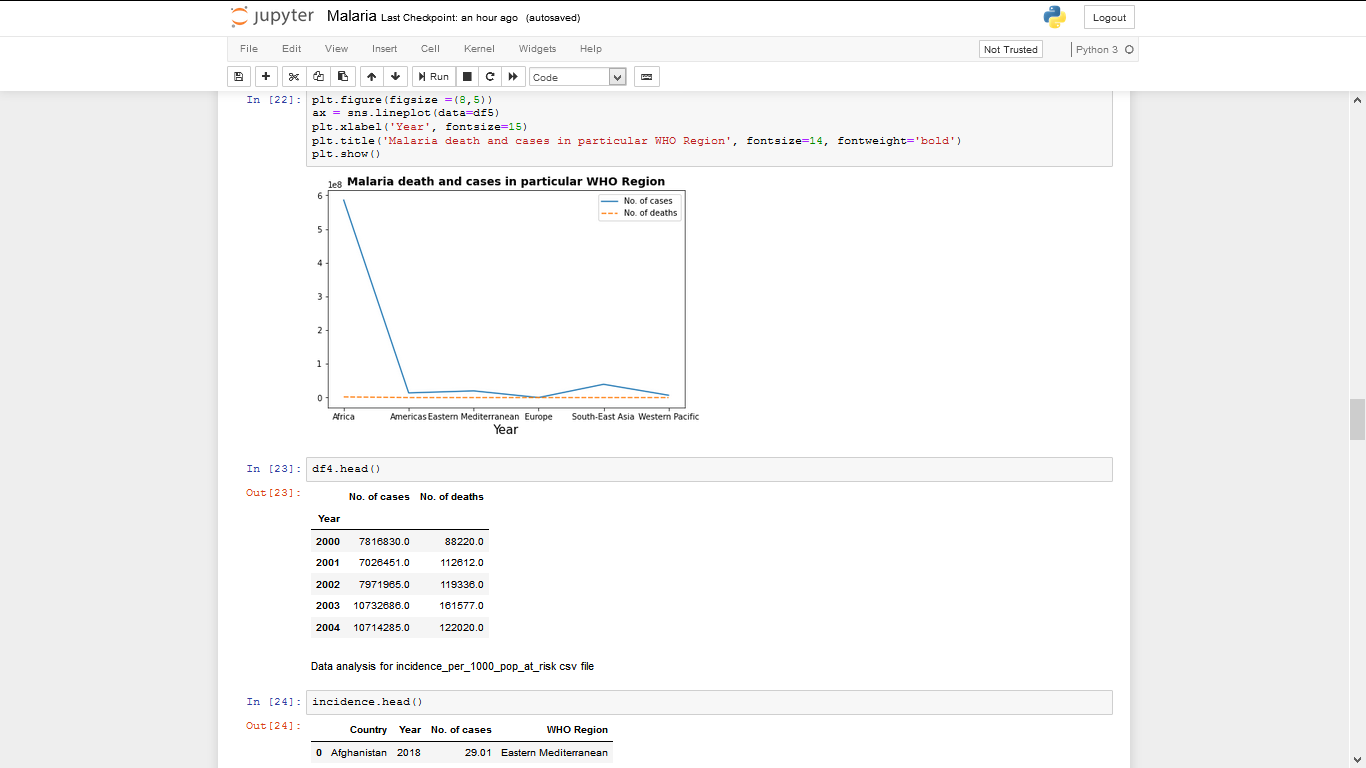 jupyter Malaria Last Checkpoint: an hour ago (autosaved) Logout
File Edit View Insert Cell Kernel Widgets Help Not Trusted Python 3
Run Code
In [22]: plt.figure(figsize =(8,5))
ax = sns.lineplot(data=df5)
plt.xlabel('Year', fontsize=15)
plt.title('Malaria death and cases in particular WHO Region', fontsize=14, fontweight='bold')
plt.show()
1e8 Malaria death and cases in particular WHO Region
No. of cases
No. of deaths
6
5
4
3
2
1
0
Africa Americas Eastern Mediterranean Europe South-East Asia Western Pacific
Year
In [23]: df4.head()
Out[23]:
No. of cases No. of deaths
Year
2000 7816830.0 88220.0
2001 7026451.0 112612.0
2002 7971965.0 119336.0
2003 10732686.0 161577.0
2004 10714285.0 122020.0
Data analysis for incidence_per_1000_pop_at_risk csv file
In [24]: incidence.head()
Out[24]:
Country Year No. of cases WHO Region
0 Afghanistan 2018 29.01 Eastern Mediterranean